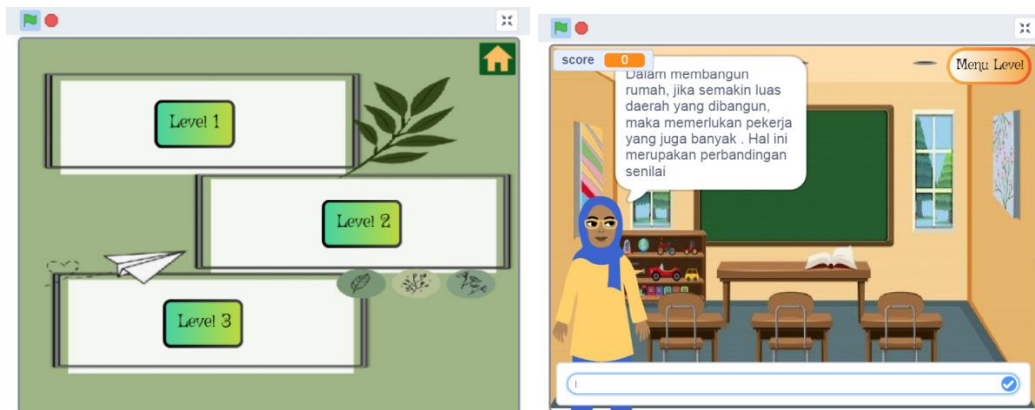 Level 1
Level 2
Level 3
score 0
Menu Level
Dalam membangun
rumah, jika semakin luas
daerah yang dibangun,
maka memerlukan pekerja
yang juga banyak . Hal ini
merupakan perbandingan
senilai